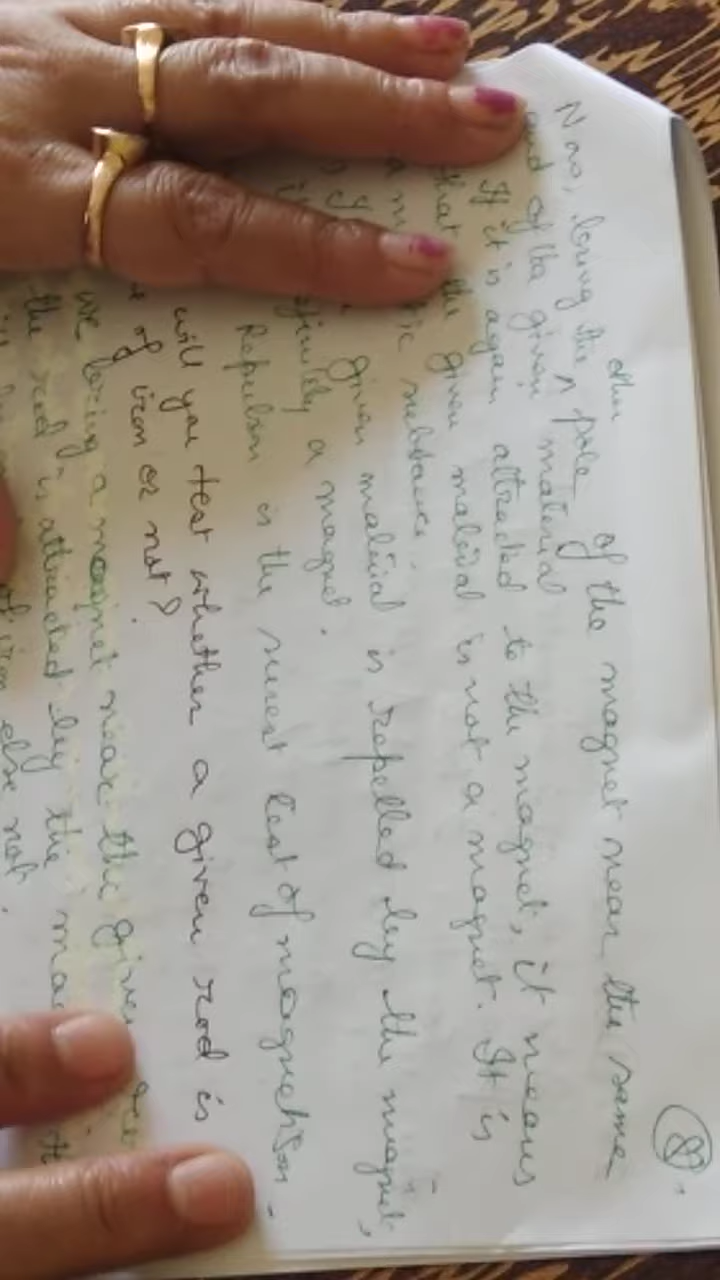 89
other
Now, bring the n pole of the magnet near the same
end of the given material
If it is again attracted to the magnet, it means
that the given material is not a magnet. It is
a substance.
given material is repelled by the magnet,
a magnet.
Repulsion is the surest test of magnetism.
will you test whether a given rod is
of iron or not?
we bring a magnet near the given
the rod is attracted by the
of iron else not.